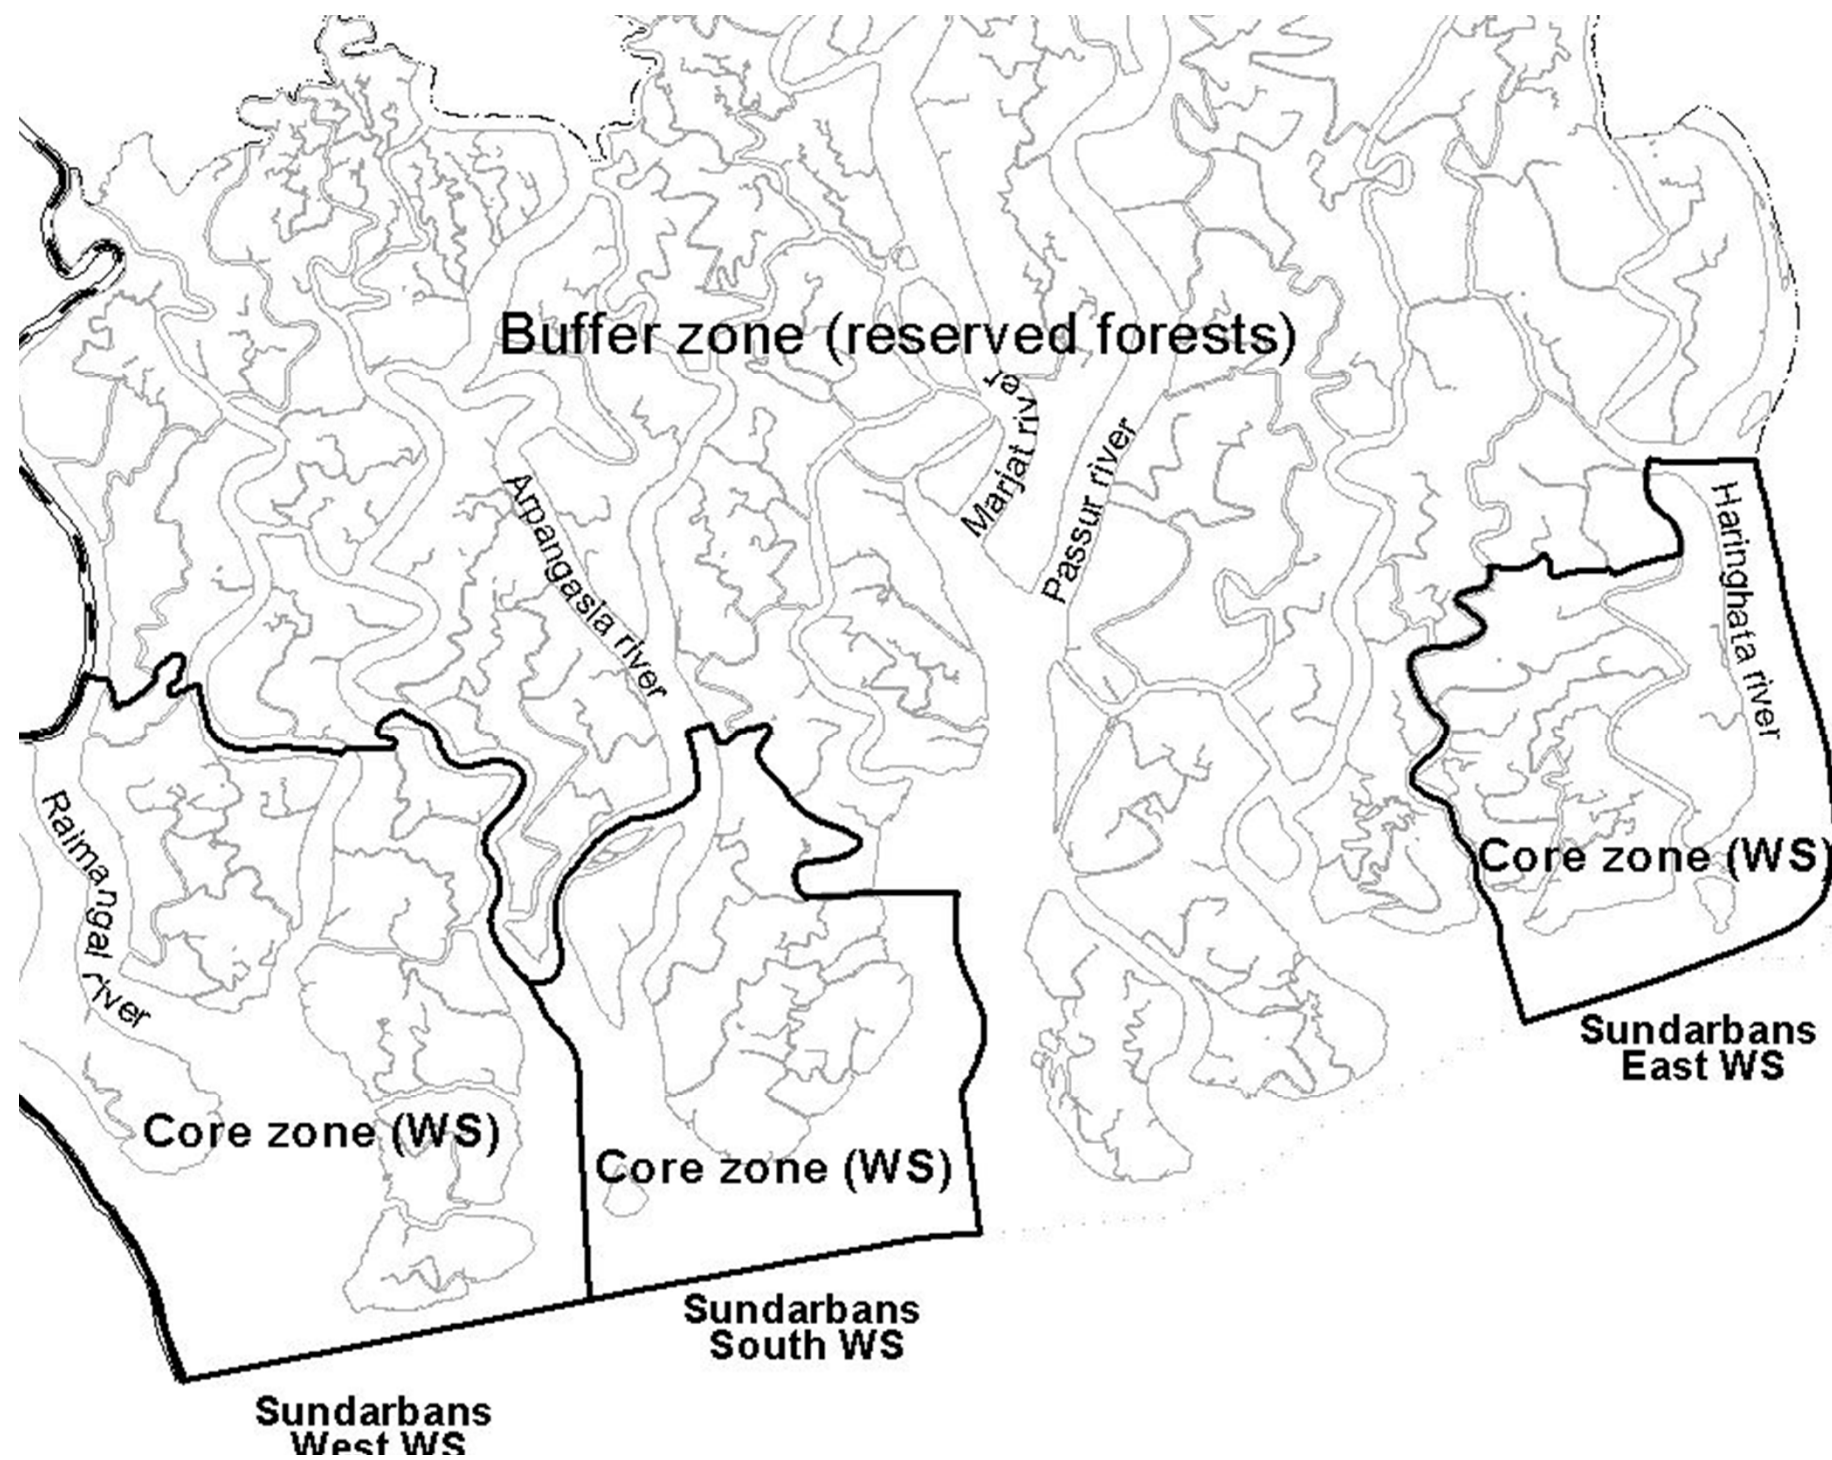 Buffer zone (reserved forests)
Marjat river
Passur river
Arpangasia river
Haringhata river
Raimangal river
Core zone (WS)
Sundarbans
East WS
Core zone (WS)
Core zone (WS)
Sundarbans
South WS
Sundarbans
West WS